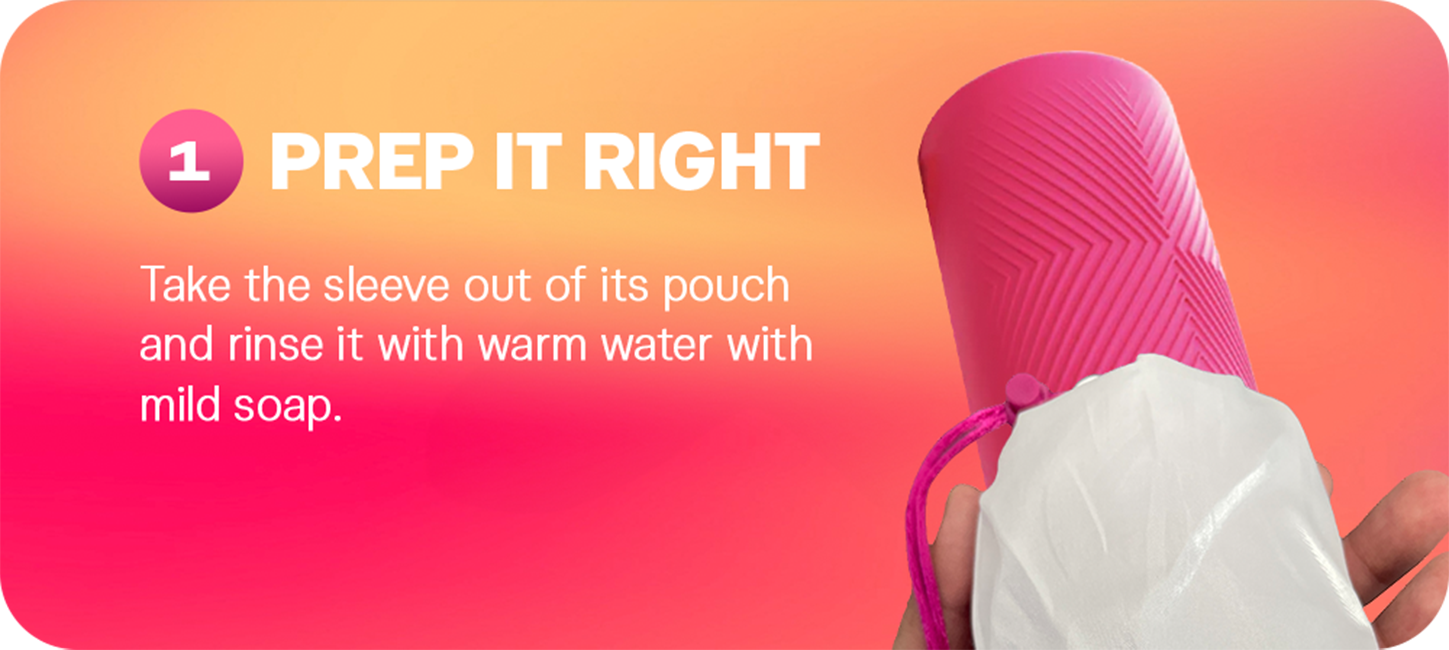 1 PREP IT RIGHT
Take the sleeve out of its pouch
and rinse it with warm water with
mild soap.